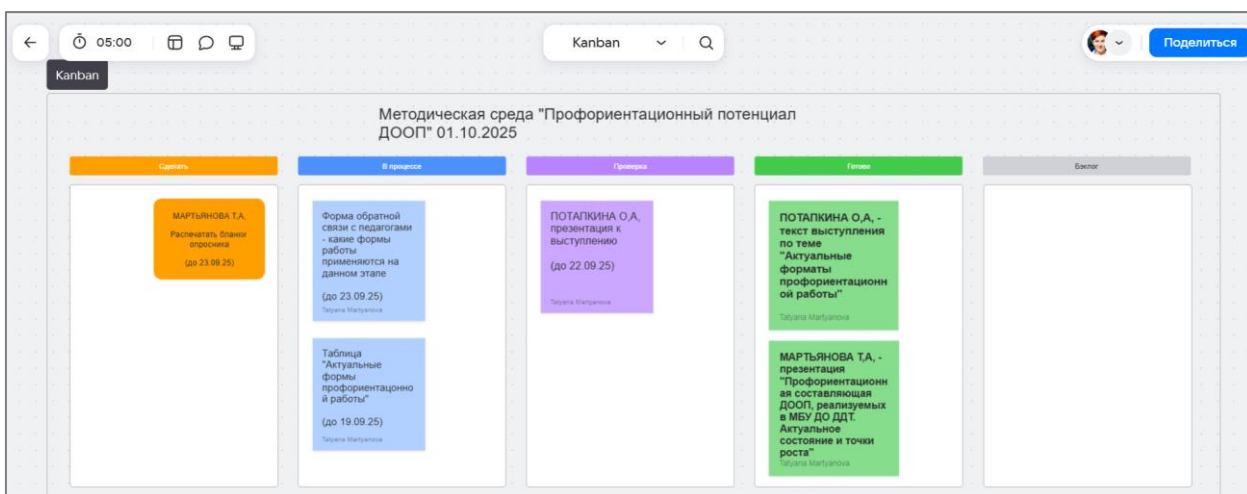 05:00
Kanban
Поделиться
Kanban
Методическая среда "Профориентационный потенциал
ДООП" 01.10.2025
Сделать
В процессе
Проверка
Готово
Бэклог
МАРТЬЯНОВА Т,А,
Распечатать бланки
опросника
(до 23.09.25)
Форма обратной
связи с педагогами
- какие формы
работы
применяются на
данном этапе
(до 23.09.25)
Tatyana Martyanova
Таблица
"Актуальные
формы
профориентацонно
й работы"
(до 19.09.25)
Tatyana Martyanova
ПОТАПКИНА О,А,
презентация к
выступлению
(до 22.09.25)
Tatyana Martyanova
ПОТАПКИНА О,А, -
текст выступления
по теме
"Актуальные
форматы
профориентационн
ой работы"
Tatyana Martyanova
МАРТЬЯНОВА Т,А, -
презентация
"Профориентационн
ая составляющая
ДООП, реализуемых
в МБУ ДО ДДТ.
Актуальное
состояние и точки
роста"
Tatyana Martyanova